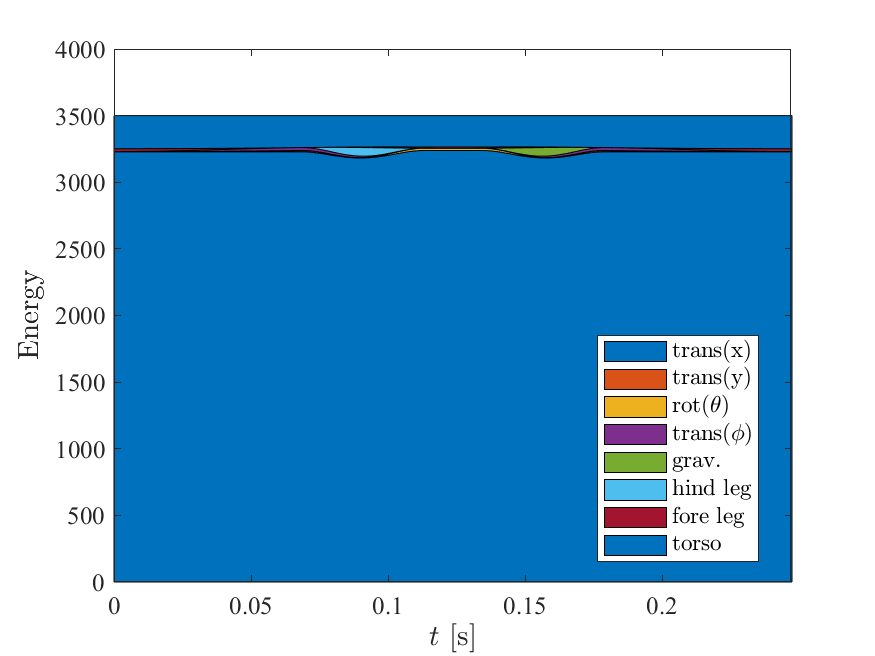 4000
3500
3000
2500
2000
1500
1000
500
0
Energy
trans(x)
trans(y)
rot(θ)
trans(ϕ)
grav.
hind leg
fore leg
torso
0 0.05 0.1 0.15 0.2
t [s]